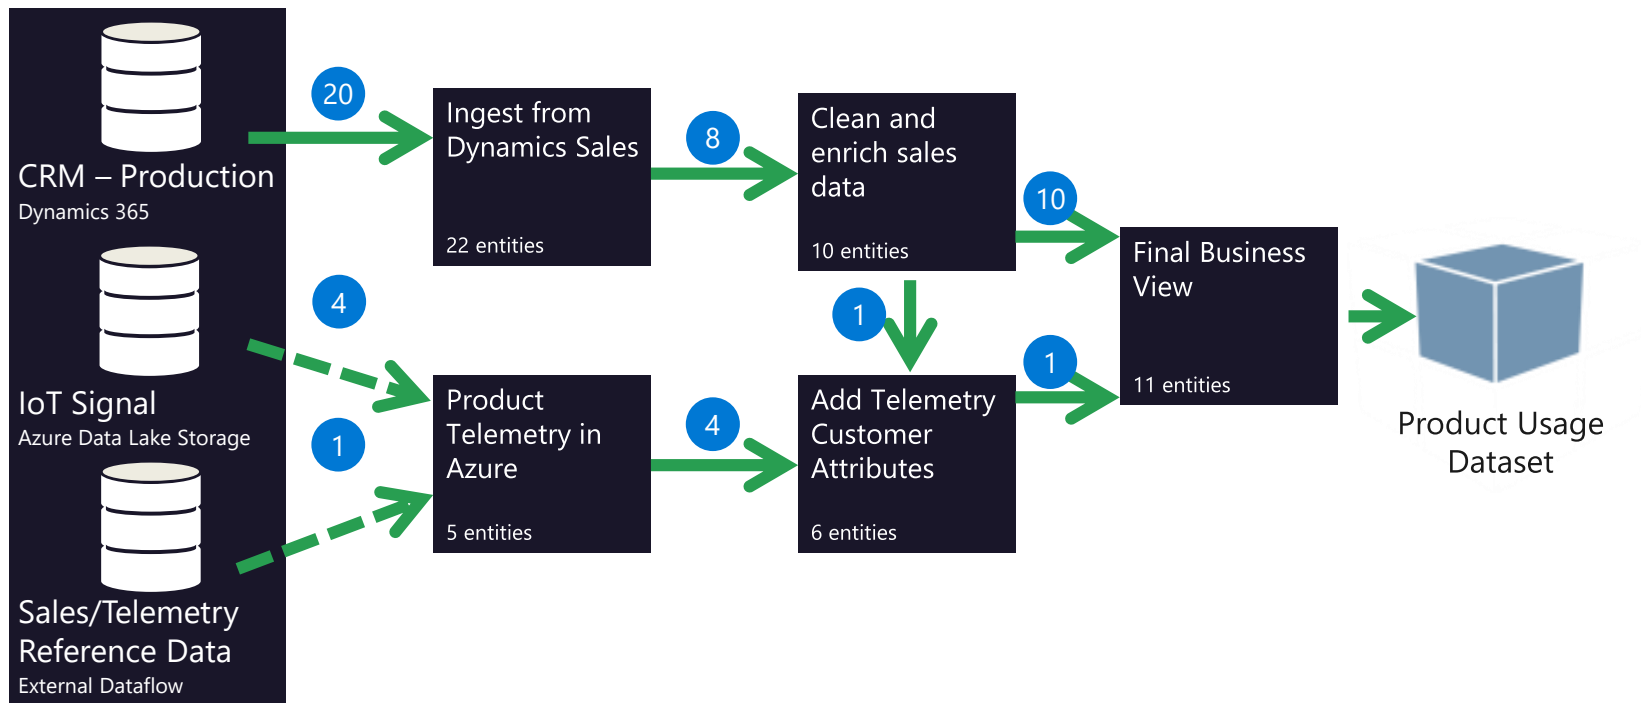 CRM – Production
Dynamics 365
IoT Signal
Azure Data Lake Storage
Sales/Telemetry
Reference Data
External Dataflow
20
4
1
Ingest from
Dynamics Sales
22 entities
Product
Telemetry in
Azure
5 entities
8
4
Clean and
enrich sales
data
10 entities
1
Add Telemetry
Customer
Attributes
6 entities
10
1
Final Business
View
11 entities
Product Usage
Dataset